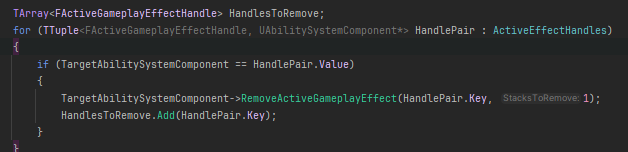 TArray<FActiveGameplayEffectHandle> HandlesToRemove;
for (TTuple<FActiveGameplayEffectHandle, UAbilitySystemComponent*> HandlePair : ActiveEffectHandles)
{
    if (TargetAbilitySystemComponent == HandlePair.Value)
    {
        TargetAbilitySystemComponent->RemoveActiveGameplayEffect(HandlePair.Key, StacksToRemove: 1);
        HandlesToRemove.Add(HandlePair.Key);
    }
}